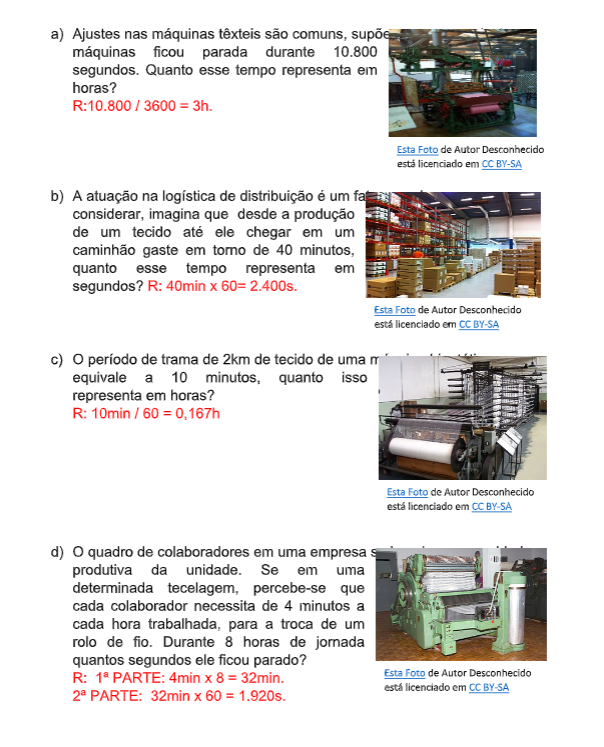 a) Ajustes nas máquinas têxteis são comuns, supõe
máquinas ficou parada durante 10.800
segundos. Quanto esse tempo representa em
horas?
R:10.800 / 3600 = 3h.
Esta Foto de Autor Desconhecido
está licenciado em CC BY-SA
b) A atuação na logística de distribuição é um
considerar, imagina que desde a produção
de um tecido até ele chegar em um
caminhão gaste em torno de 40 minutos,
quanto esse tempo representa em
segundos? R: 40min x 60= 2.400s.
Esta Foto de Autor Desconhecido
está licenciado em CC BY-SA
c) O período de trama de 2km de tecido de uma
equivale a 10 minutos, quanto isso
representa em horas?
R: 10min / 60 = 0,167h
Esta Foto de Autor Desconhecido
está licenciado em CC BY-SA
d) O quadro de colaboradores em uma empresa
produtiva da unidade. Se em uma
determinada tecelagem, percebe-se que
cada colaborador necessita de 4 minutos a
cada hora trabalhada, para a troca de um
rolo de fio. Durante 8 horas de jornada
quantos segundos ele ficou parado?
R: 1ª PARTE: 4min x 8 = 32min.
2ª PARTE: 32min x 60 = 1.920s.
Esta Foto de Autor Desconhecido
está licenciado em CC BY-SA